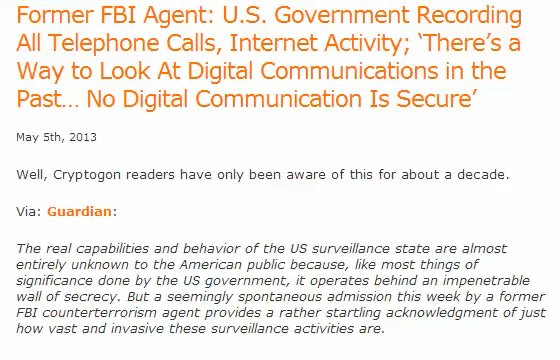 Former FBI Agent: U.S. Government Recording
All Telephone Calls, Internet Activity; ‘There’s a
Way to Look At Digital Communications in the
Past… No Digital Communication Is Secure’
May 5th, 2013
Well, Cryptogon readers have only been aware of this for about a decade.
Via: Guardian:
The real capabilities and behavior of the US surveillance state are almost
entirely unknown to the American public because, like most things of
significance done by the US government, it operates behind an impenetrable
wall of secrecy. But a seemingly spontaneous admission this week by a former
FBI counterterrorism agent provides a rather startling acknowledgment of just
how vast and invasive these surveillance activities are.